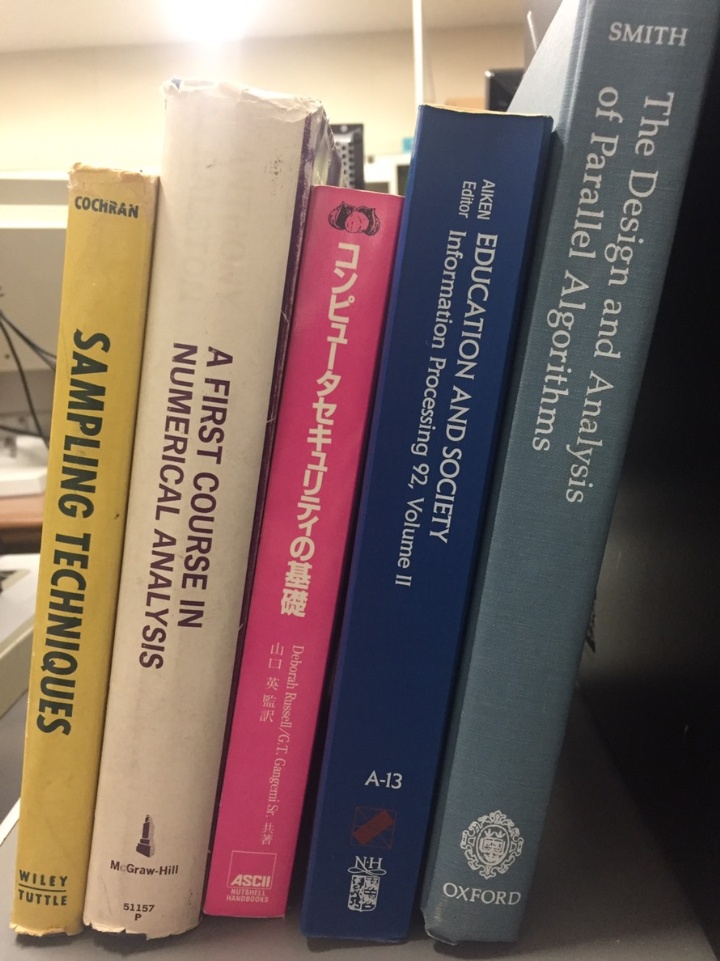 COCHRAN
SAMPLING TECHNIQUES
WILEY
TUTTLE
A FIRST COURSE IN
NUMERICAL ANALYSIS
McGraw-Hill
51157
P
コンピュータセキュリティの基礎
Deborah Russell/G.T. Gangemi Sr. 共著
山口 英 監訳
ASCII
NUTSHELL
HANDBOOKS
AIKEN
Editor
EDUCATION AND SOCIETY
Information Processing 92, Volume II
A-13
NH
SMITH
The Design and Analysis
of Parallel Algorithms
OXFORD